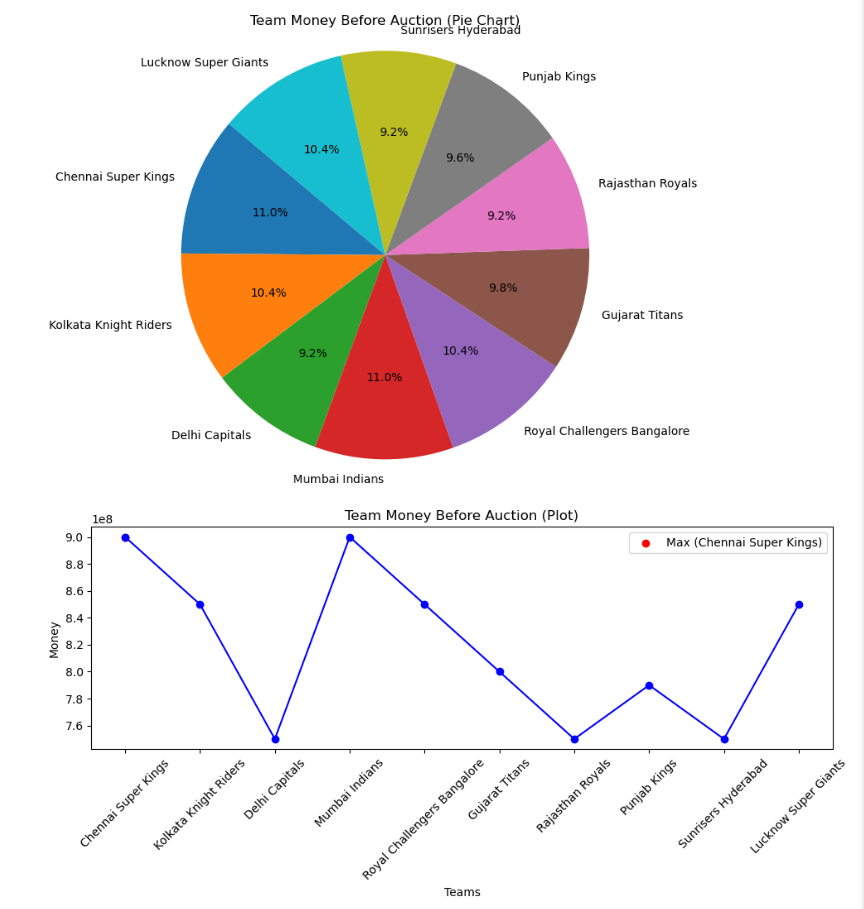 Team Money Before Auction (Pie Chart)
Sunrisers Hyderabad
Lucknow Super Giants
Punjab Kings
9.2%
10.4%
9.6%
Chennai Super Kings
Rajasthan Royals
11.0%
9.2%
10.4%
9.8%
Gujarat Titans
Kolkata Knight Riders
9.2%
10.4%
11.0%
Delhi Capitals
Royal Challengers Bangalore
Mumbai Indians
Team Money Before Auction (Plot)
1e8
9.0
8.8
8.6
8.4
8.2
8.0
7.8
7.6
Money
Max (Chennai Super Kings)
Chennai Super Kings
Kolkata Knight Riders
Delhi Capitals
Mumbai Indians
Royal Challengers Bangalore
Gujarat Titans
Rajasthan Royals
Punjab Kings
Sunrisers Hyderabad
Lucknow Super Giants
Teams